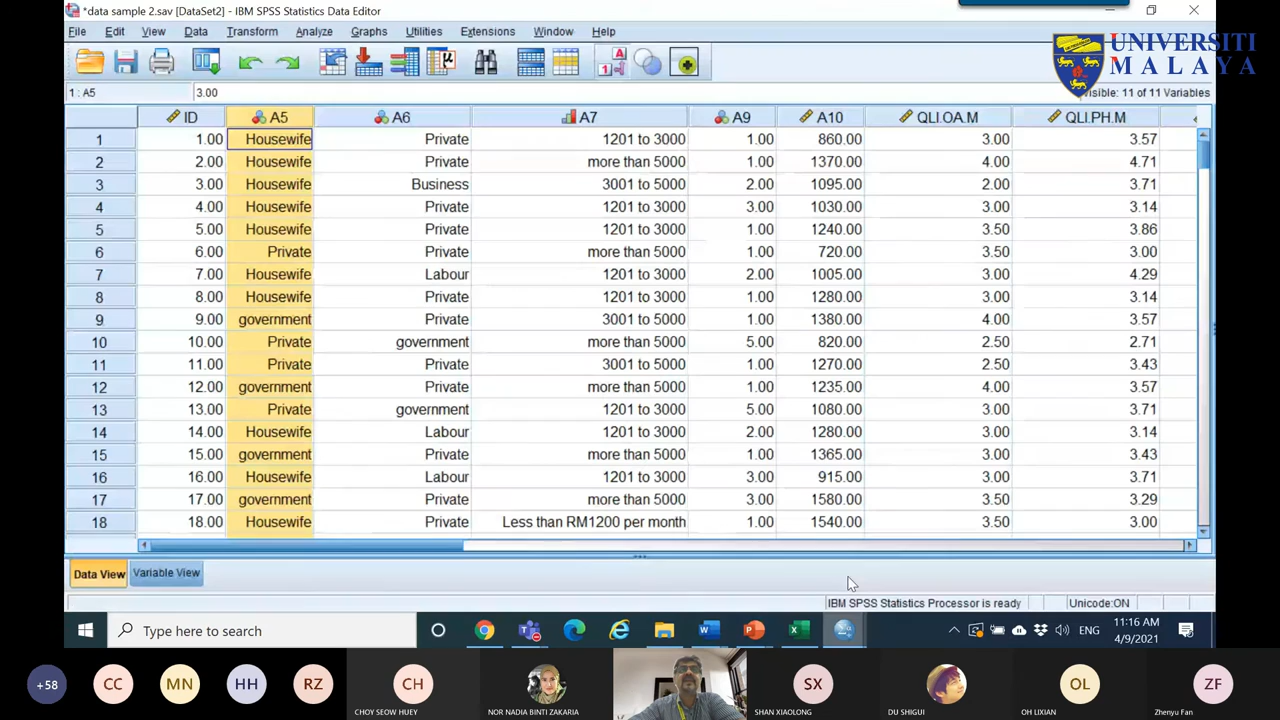 *data sample 2.sav [DataSet2] - IBM SPSS Statistics Data Editor
File Edit View Data Transform Analyze Graphs Utilities Extensions Window Help
UNIVERSITI
MALAYA
1 : A5 3.00 Visible: 11 of 11 Variables
ID A5 A6 A7 A9 A10 QLI.OA.M QLI.PH.M
1 1.00 Housewife Private 1201 to 3000 1.00 860.00 3.00 3.57
2 2.00 Housewife Private more than 5000 1.00 1370.00 4.00 4.71
3 3.00 Housewife Business 3001 to 5000 2.00 1095.00 2.00 3.71
4 4.00 Housewife Private 1201 to 3000 3.00 1030.00 3.00 3.14
5 5.00 Housewife Private 1201 to 3000 1.00 1240.00 3.50 3.86
6 6.00 Private Private more than 5000 1.00 720.00 3.50 3.00
7 7.00 Housewife Labour 1201 to 3000 2.00 1005.00 3.00 4.29
8 8.00 Housewife Private 1201 to 3000 1.00 1280.00 3.00 3.14
9 9.00 government Private 3001 to 5000 1.00 1380.00 4.00 3.57
10 10.00 Private government more than 5000 5.00 820.00 2.50 2.71
11 11.00 Private Private 3001 to 5000 1.00 1270.00 2.50 3.43
12 12.00 government Private more than 5000 1.00 1235.00 4.00 3.57
13 13.00 Private government 1201 to 3000 5.00 1080.00 3.00 3.71
14 14.00 Housewife Labour 1201 to 3000 2.00 1280.00 3.00 3.14
15 15.00 government Private more than 5000 1.00 1365.00 3.00 3.43
16 16.00 Housewife Labour 1201 to 3000 3.00 915.00 3.00 3.71
17 17.00 government Private more than 5000 3.00 1580.00 3.50 3.29
18 18.00 Housewife Private Less than RM1200 per month 1.00 1540.00 3.50 3.00
Data View Variable View
IBM SPSS Statistics Processor is ready Unicode:ON
Type here to search ENG 11:16 AM
4/9/2021
+58 CC MN HH RZ CH SX OL ZF
CHOY SEOW HUEY NOR NADIA BINTI ZAKARIA SHAN XIAOLONG DU SHIGUI OH LIXIAN Zhenyu Fan